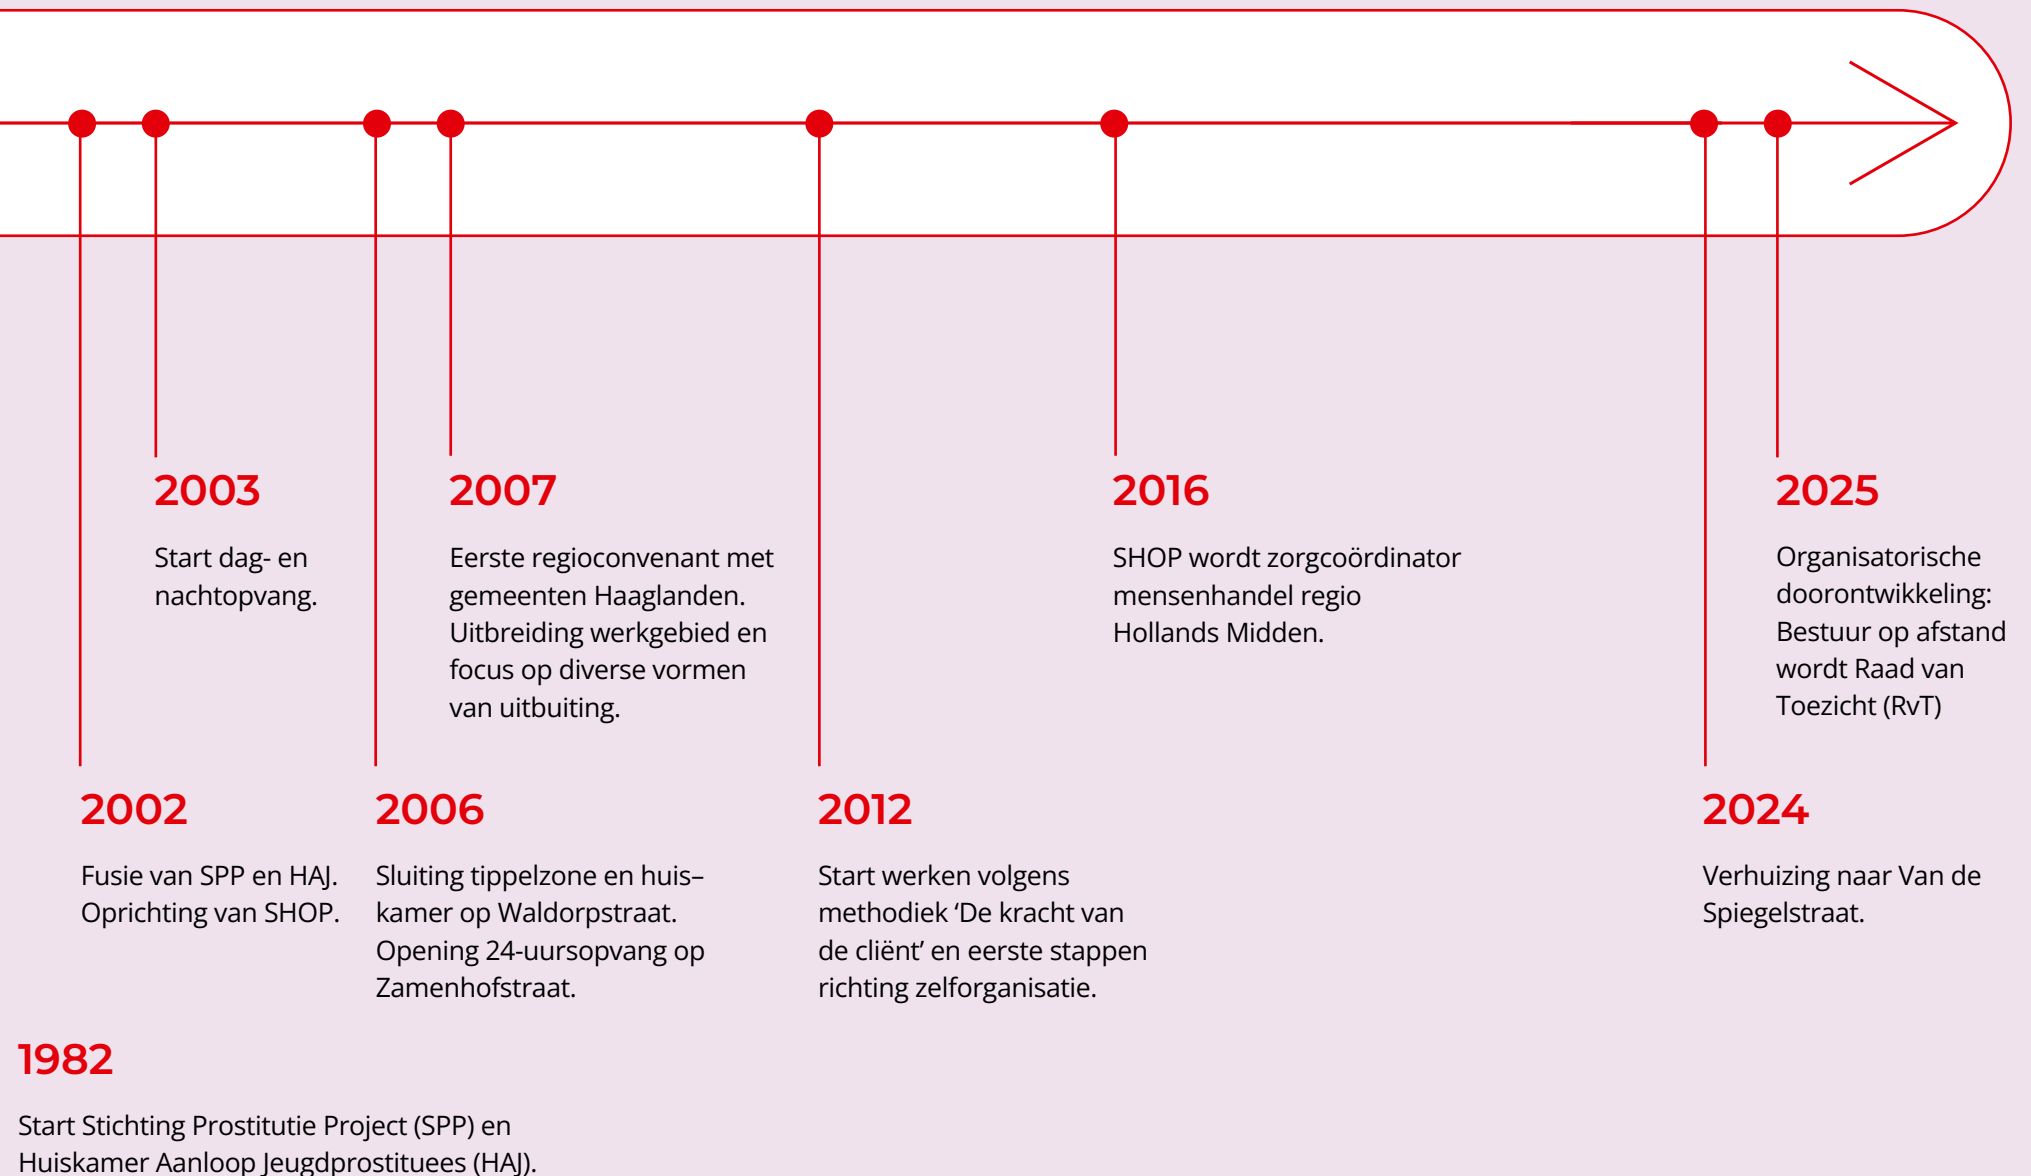 2003
Start dag- en
nachtopvang.
2007
Eerste regioconvenant met
gemeenten Haaglanden.
Uitbreiding werkgebied en
focus op diverse vormen
van uitbuiting.
2016
SHOP wordt zorgcoördinator
mensenhandel regio
Hollands Midden.
2025
Organisatorische
doorontwikkeling:
Bestuur op afstand
wordt Raad van
Toezicht (RvT)
2002
Fusie van SPP en HAJ.
Oprichting van SHOP.
2006
Sluiting tippelzone en huis–
kamer op Waldorpstraat.
Opening 24-uursopvang op
Zamenhofstraat.
2012
Start werken volgens
methodiek ‘De kracht van
de cliënt’ en eerste stappen
richting zelforganisatie.
2024
Verhuizing naar Van de
Spiegelstraat.
1982
Start Stichting Prostitutie Project (SPP) en
Huiskamer Aanloop Jeugdprostituees (HAJ).